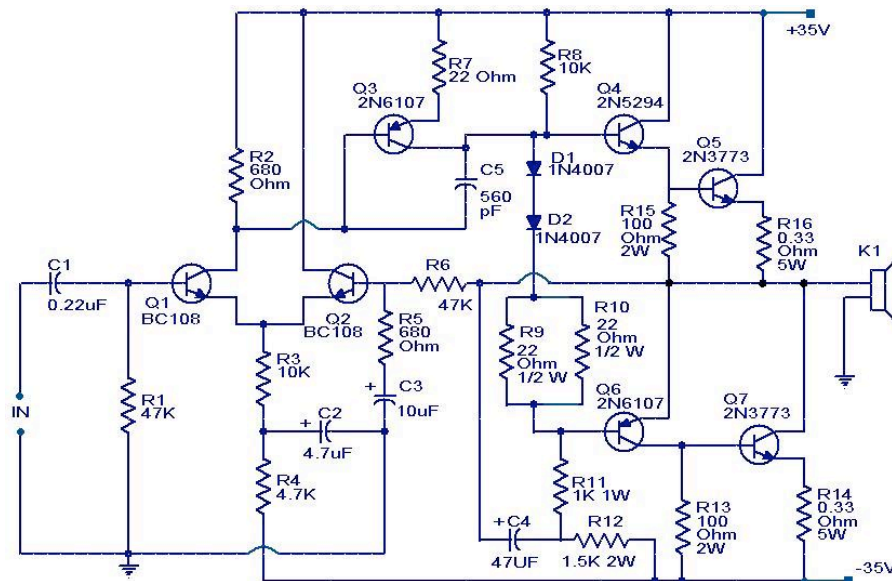 +35V
R7
22 Ohm
R8
10K
Q3
2N6107
Q4
2N5294
Q5
2N3773
R2
680
Ohm
C5
560
pF
D1
1N4007
D2
1N4007
R15
100
Ohm
2W
R16
0.33
Ohm
5W
K1
C1
0.22uF
Q1
BC108
Q2
BC108
R6
47K
R5
680
Ohm
R9
22
Ohm
1/2 W
R10
22
Ohm
1/2 W
R3
10K
C3
+
10uF
IN
R1
47K
+
C2
4.7uF
Q6
2N6107
Q7
2N3773
R4
4.7K
R11
1K 1W
+
C4
47UF
R12
1.5K 2W
R13
100
Ohm
2W
R14
0.33
Ohm
5W
-35V